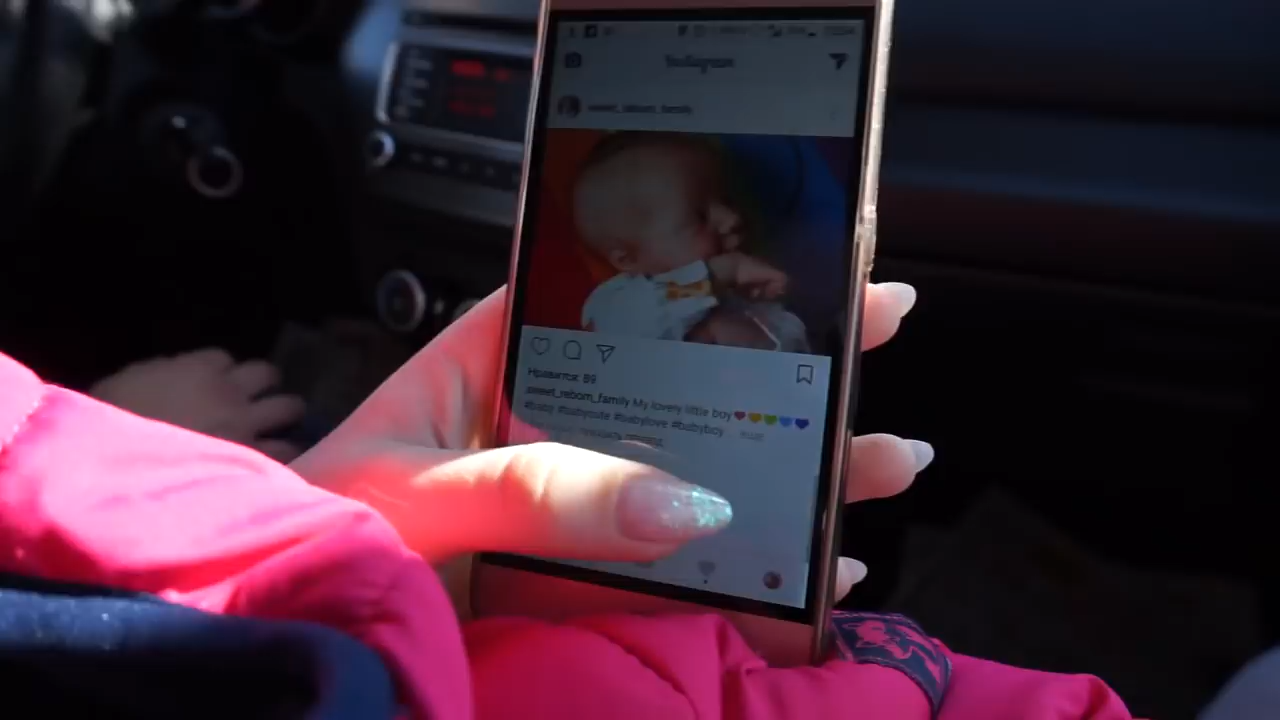 Instagram
sweet_reborn_family
Нравится: 89
sweet_reborn_family My lovely little boy❤️🧡💚💙💜
#baby #babycute #babylove #babyboy